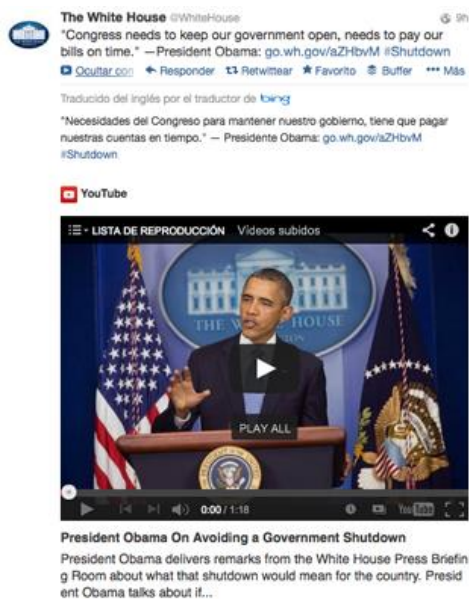 The White House @WhiteHouse 9h
"Congress needs to keep our government open, needs to pay our
bills on time." —President Obama: go.wh.gov/aZHbvM #Shutdown
Ocultar con Responder Retwittear Favorito Buffer Más
Traducido del inglés por el traductor de bing
"Necesidades del Congreso para mantener nuestro gobierno, tiene que pagar
nuestras cuentas en tiempo." — Presidente Obama: go.wh.gov/aZHbvM
#Shutdown
YouTube
LISTA DE REPRODUCCIÓN Vídeos subidos
THE WHITE HOUSE
PLAY ALL
0:00 / 1:18
YouTube
President Obama On Avoiding a Government Shutdown
President Obama delivers remarks from the White House Press Briefin
g Room about what that shutdown would mean for the country. Presid
ent Obama talks about if...